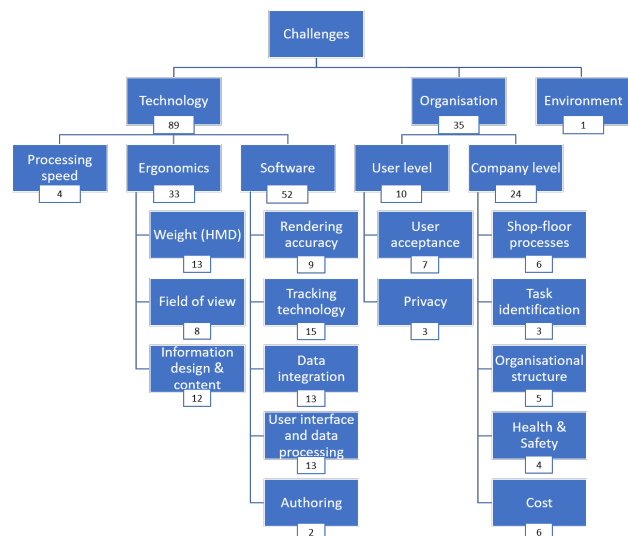 Challenges
Technology
89
Organisation
35
Environment
1
Processing
speed
4
Ergonomics
33
Software
52
User level
10
Company level
24
Weight (HMD)
13
Rendering
accuracy
9
User
acceptance
7
Shop-floor
processes
6
Field of view
8
Tracking
technology
15
Privacy
3
Task
identification
3
Information
design &
content
12
Data
integration
13
Organisational
structure
5
User interface
and data
processing
13
Health &
Safety
4
Authoring
2
Cost
6